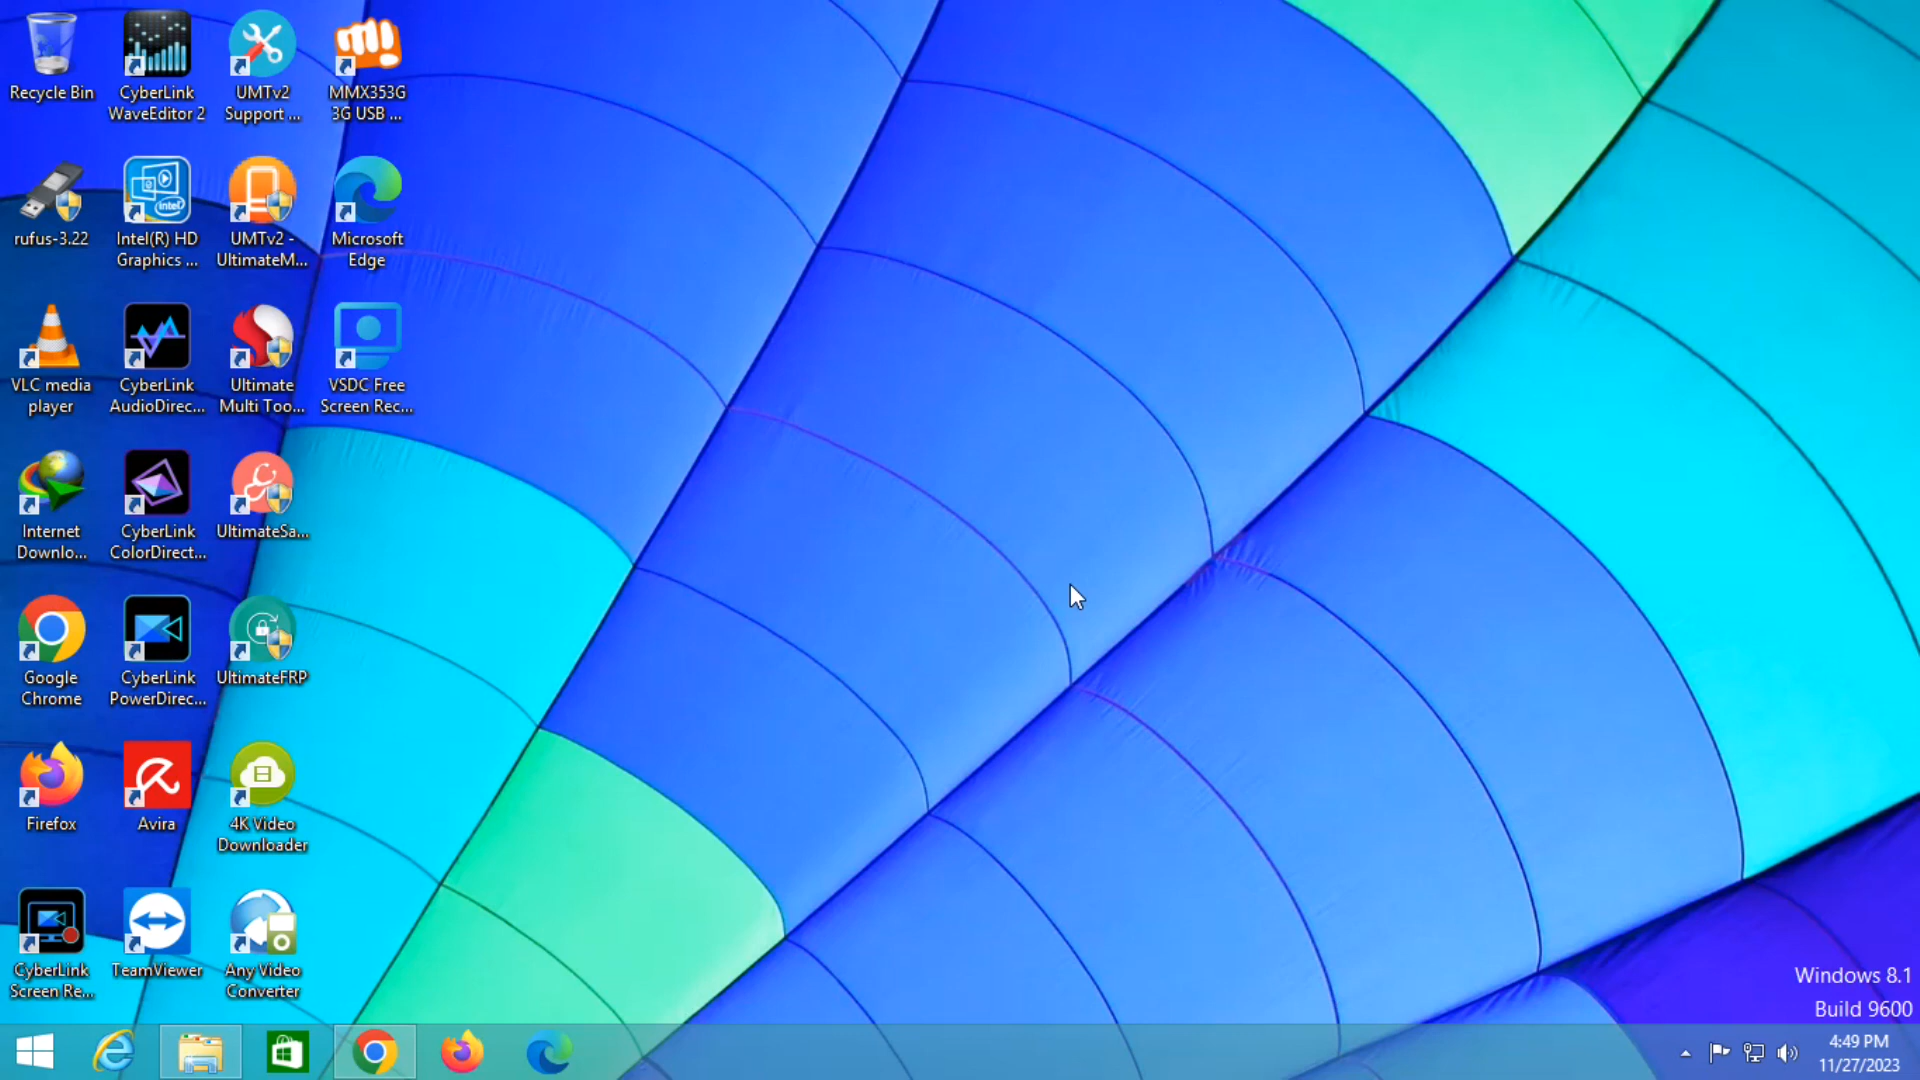 Recycle Bin
CyberLink
WaveEditor 2
UMTv2
Support ...
MMX353G
3G USB ...
rufus-3.22
Intel(R) HD
Graphics ...
UMTv2 -
UltimateM...
Microsoft
Edge
VLC media
player
CyberLink
AudioDirec...
Ultimate
Multi Too...
VSDC Free
Screen Rec...
Internet
Downlo...
CyberLink
ColorDirect...
UltimateSa...
Google
Chrome
CyberLink
PowerDirec...
UltimateFRP
Firefox
Avira
4K Video
Downloader
CyberLink
Screen Re...
TeamViewer
Any Video
Converter
intel
Windows 8.1
Build 9600
4:49 PM
11/27/2023